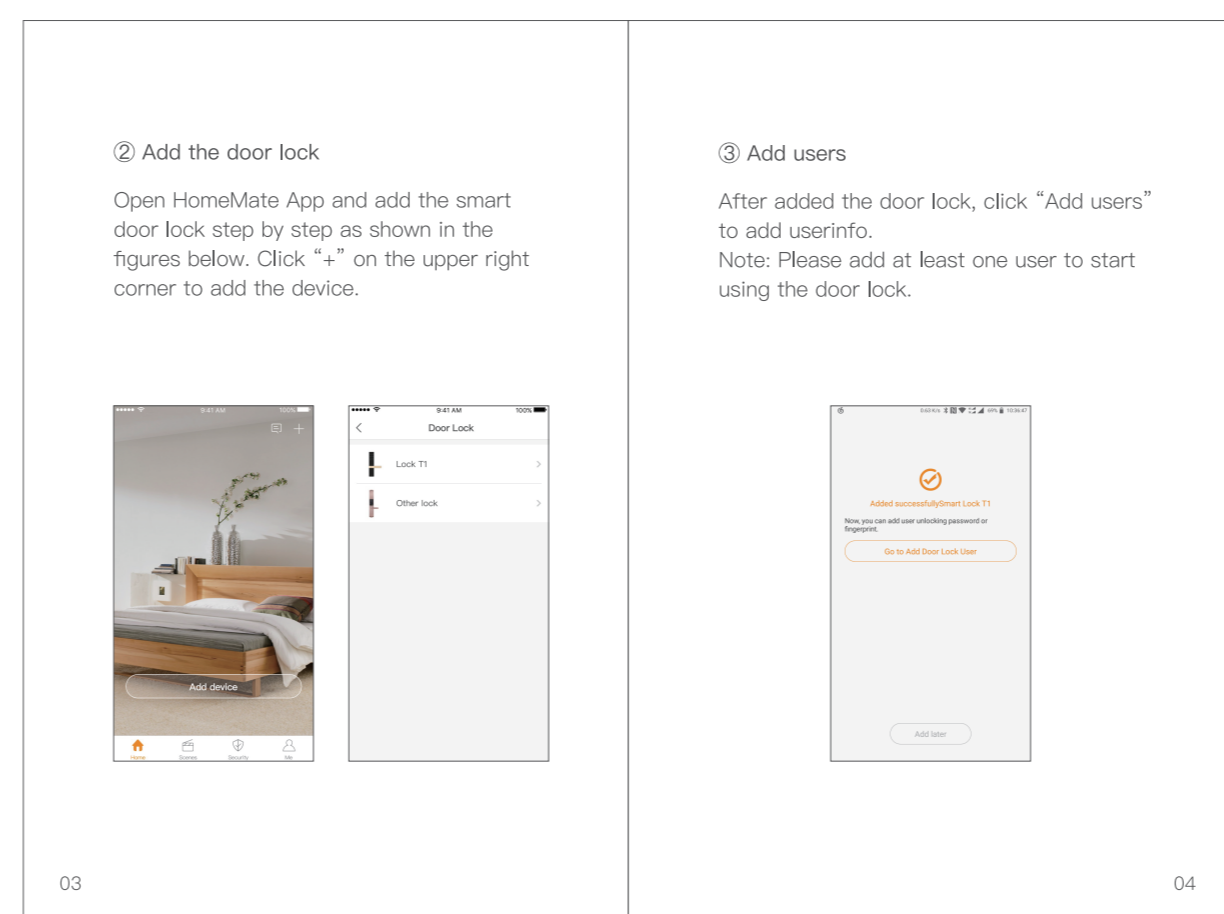 ② Add the door lock
Open HomeMate App and add the smart
door lock step by step as shown in the
figures below. Click “+” on the upper right
corner to add the device.
9:41 AM 100%
Add device
Home Scenes Security Me
9:41 AM 100%
Door Lock
Lock T1
Other lock
03
③ Add users
After added the door lock, click “Add users”
to add userinfo.
Note: Please add at least one user to start
using the door lock.
69% 10:36:47
Added successfullySmart Lock T1
Now, you can add user unlocking password or
fingerprint.
Go to Add Door Lock User
Add later
04